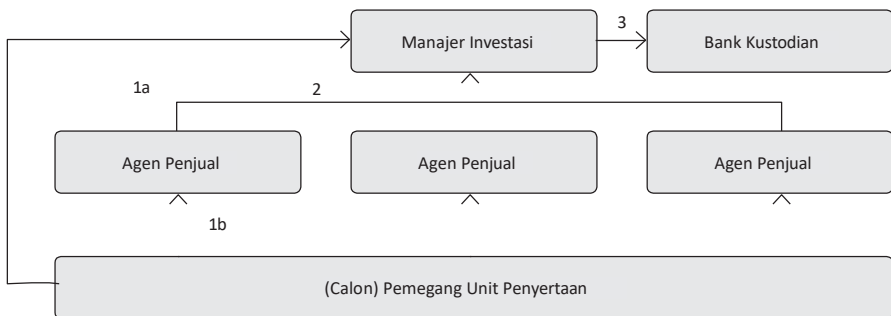 3
Manajer Investasi
Bank Kustodian
1a
2
Agen Penjual
Agen Penjual
Agen Penjual
1b
(Calon) Pemegang Unit Penyertaan